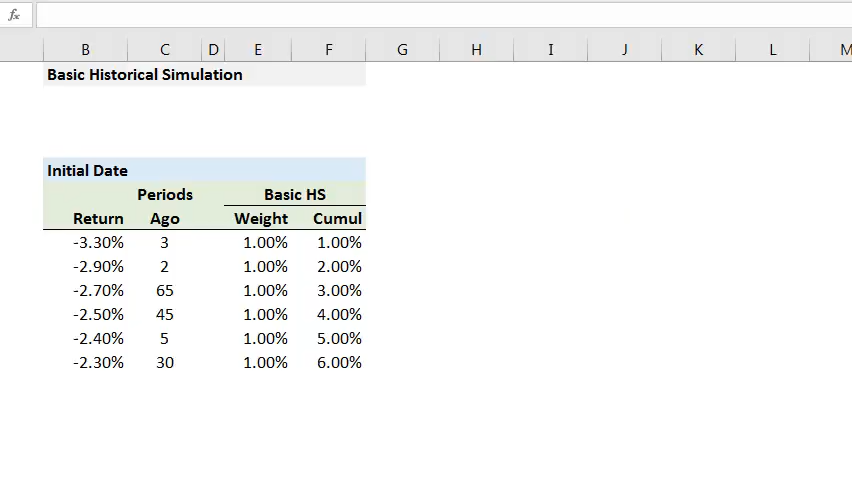 fx
B C D E F G H I J K L M
Basic Historical Simulation
Initial Date
Periods Basic HS
Return Ago Weight Cumul
-3.30% 3 1.00% 1.00%
-2.90% 2 1.00% 2.00%
-2.70% 65 1.00% 3.00%
-2.50% 45 1.00% 4.00%
-2.40% 5 1.00% 5.00%
-2.30% 30 1.00% 6.00%